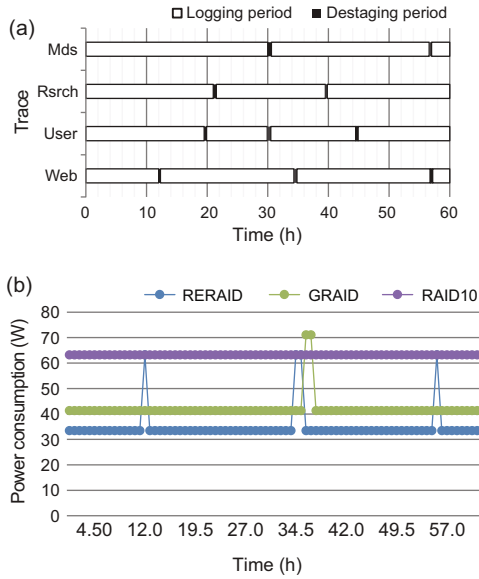 (a)
Logging period Destaging period
Trace
Mds
Rsrch
User
Web
0 10 20 30 40 50 60
Time (h)
(b)
RERAID GRAID RAID10
Power consumption (W)
80
70
60
50
40
30
20
10
0
4.50 12.0 19.5 27.0 34.5 42.0 49.5 57.0
Time (h)